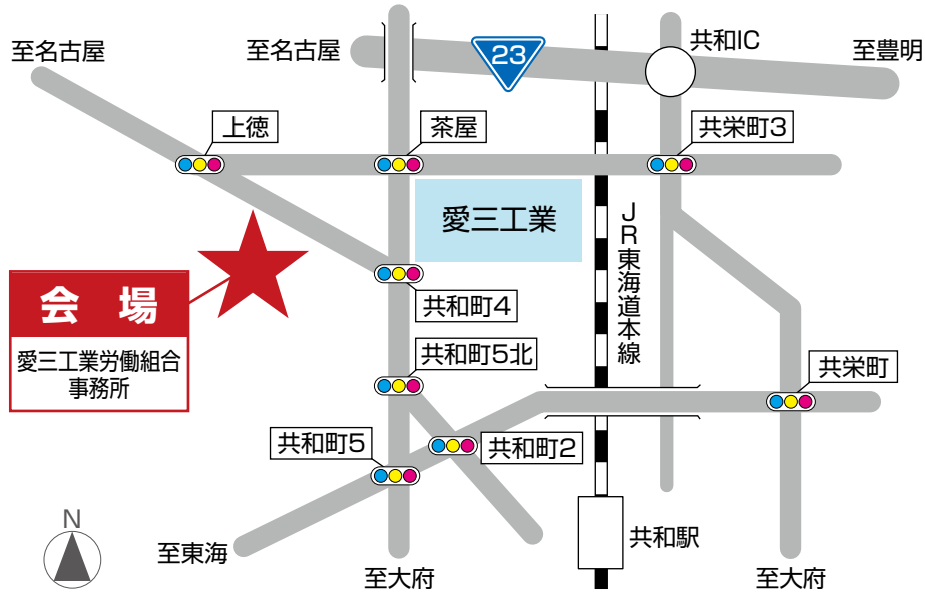 至名古屋
至名古屋
23
共和IC
至豊明
上徳
茶屋
共栄町3
愛三工業
JR東海道本線
会場
愛三工業労働組合
事務所
共和町4
共和町5北
共栄町
共和町5
共和町2
N
至東海
共和駅
至大府
至大府